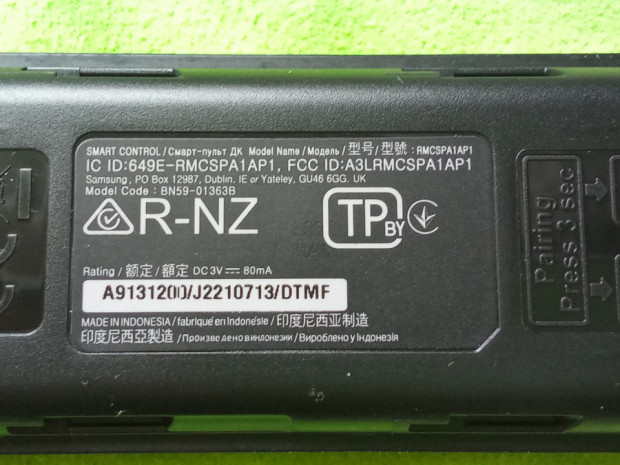 SMART CONTROL / Смарт-пульт ДК Model Name / Модель / 型号 / 型號 : RMCSPA1AP1
IC ID:649E-RMCSPA1AP1, FCC ID:A3LRMCSPA1AP1
Samsung, PO Box 12987, Dublin. IE or Yateley, GU46 6GG. UK
Model Code : BN59-01363B
R-NZ
TP BY
Rating / 额定 / 額定 / DC 3V 80mA
A9131200/J2210713/DTMF
MADE IN INDONESIA / fabriqué en Indonésie / 印度尼西亚制造 /
印度尼西亞製造 / Произведено в Индонезии / Вироблено у Індонезія
Pairing
Press 3 sec